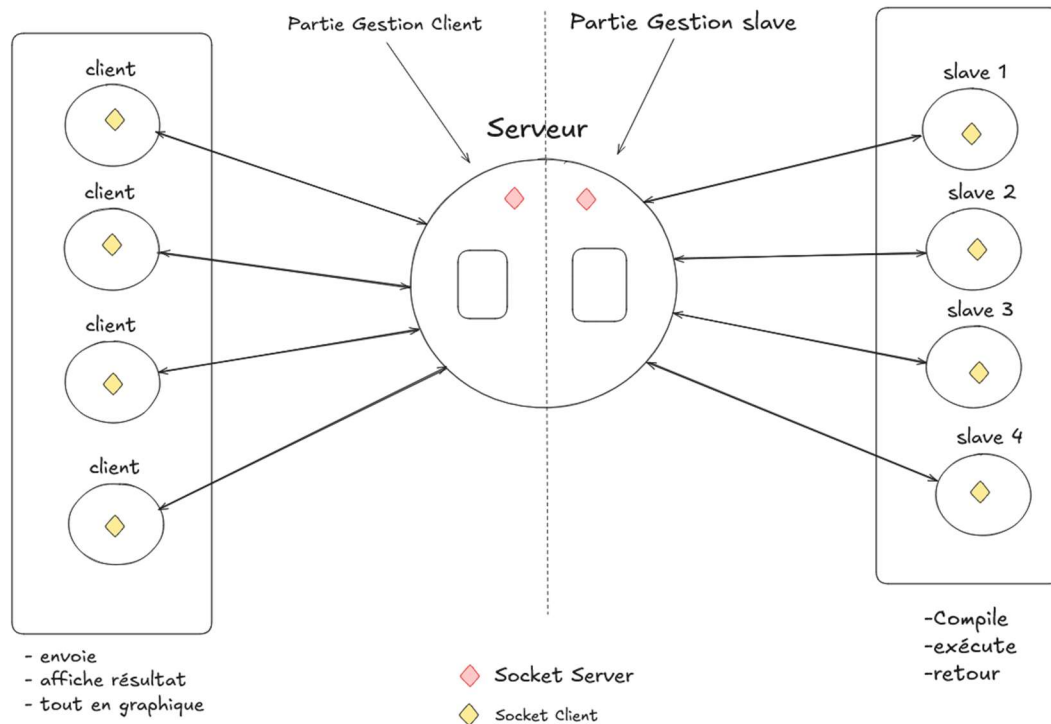 Partie Gestion Client
Partie Gestion slave
client
client
client
client
Serveur
slave 1
slave 2
slave 3
slave 4
- envoie
- affiche résultat
- tout en graphique
Socket Server
Socket Client
-Compile
-exécute
-retour